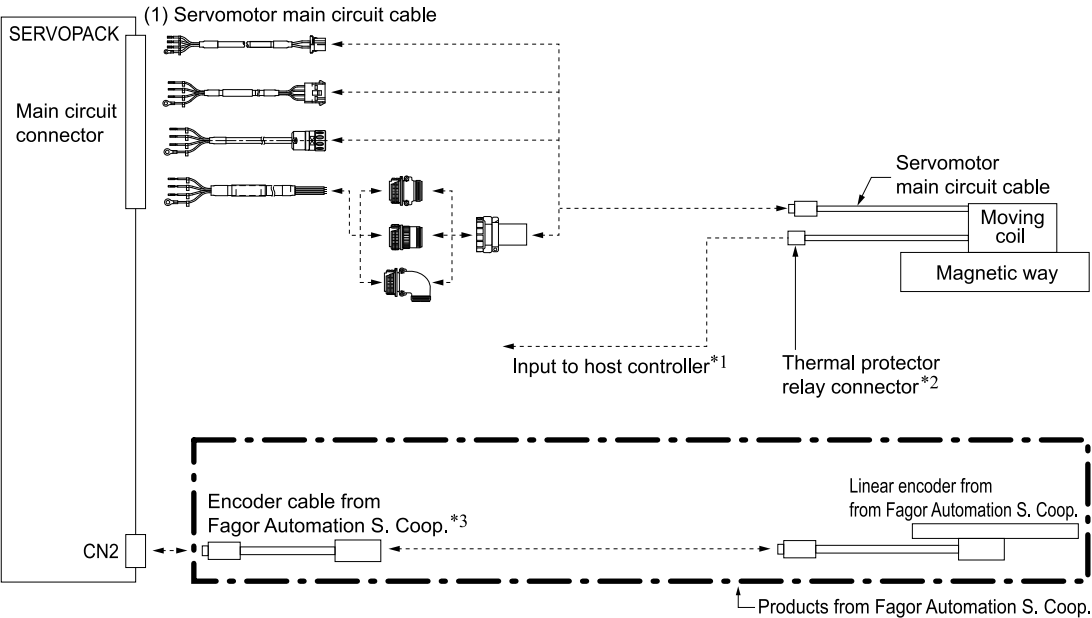 (1) Servomotor main circuit cable
SERVOPACK
Main circuit
connector
Servomotor
main circuit cable
Moving
coil
Magnetic way
Input to host controller*1
Thermal protector
relay connector*2
Encoder cable from
Fagor Automation S. Coop.*3
Linear encoder from
from Fagor Automation S. Coop.
CN2
Products from Fagor Automation S. Coop.